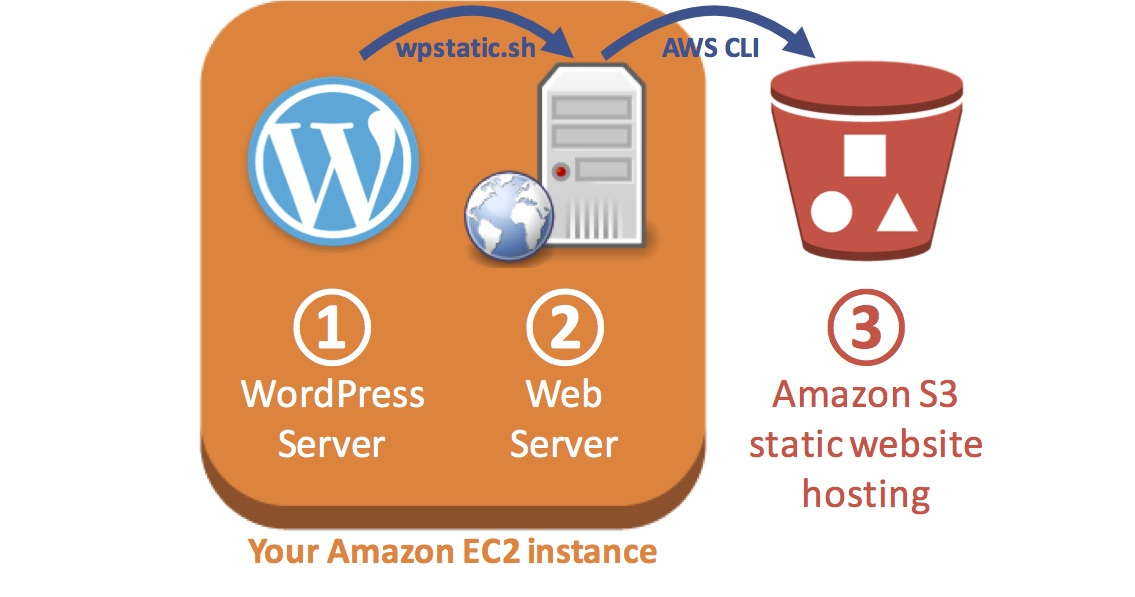 wpstatic.sh
AWS CLI
W
1
WordPress
Server
2
Web
Server
3
Amazon S3
static website
hosting
Your Amazon EC2 instance